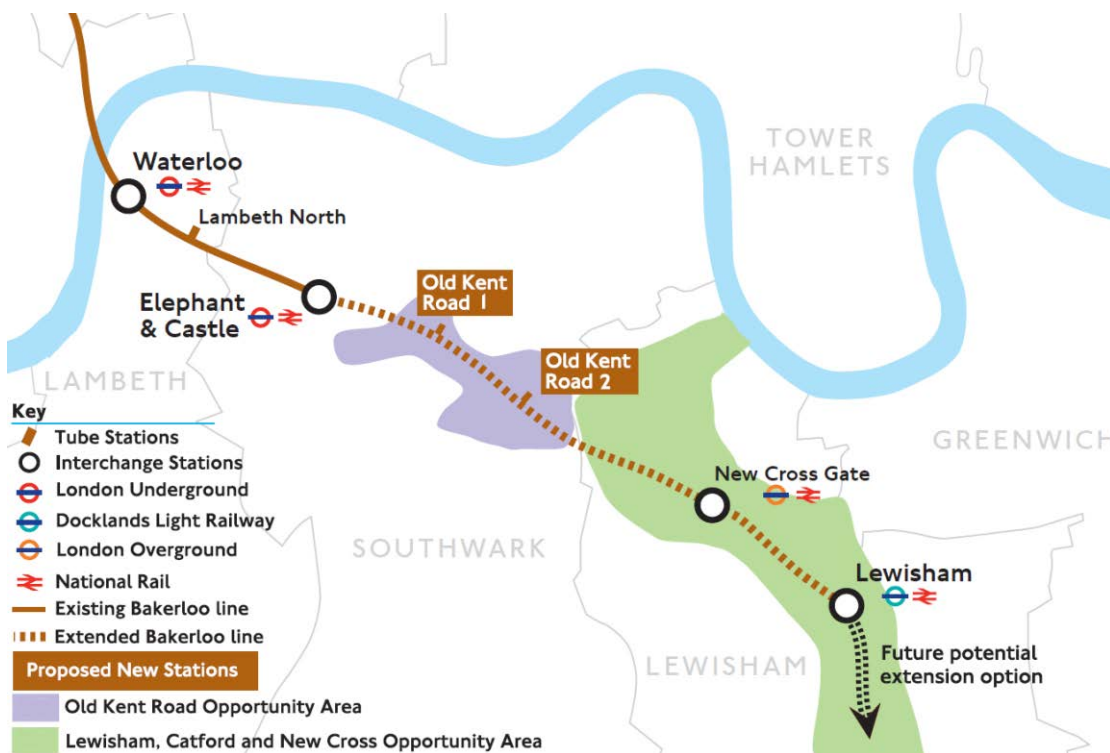 TOWER
HAMLETS
Waterloo
Lambeth North
Old Kent
Road 1
Elephant
& Castle
Old Kent
Road 2
LAMBETH
GREENWICH
Key
Tube Stations
Interchange Stations
London Underground
Docklands Light Railway
London Overground
National Rail
Existing Bakerloo line
Extended Bakerloo line
Proposed New Stations
Old Kent Road Opportunity Area
Lewisham, Catford and New Cross Opportunity Area
New Cross Gate
SOUTHWARK
Lewisham
LEWISHAM
Future potential
extension option